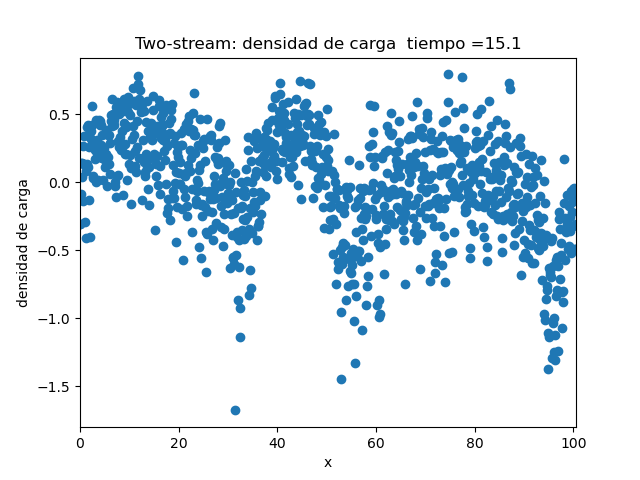 Two-stream: densidad de carga  tiempo =15.1
densidad de carga
0.5
0.0
−0.5
−1.0
−1.5
0 20 40 60 80 100
x